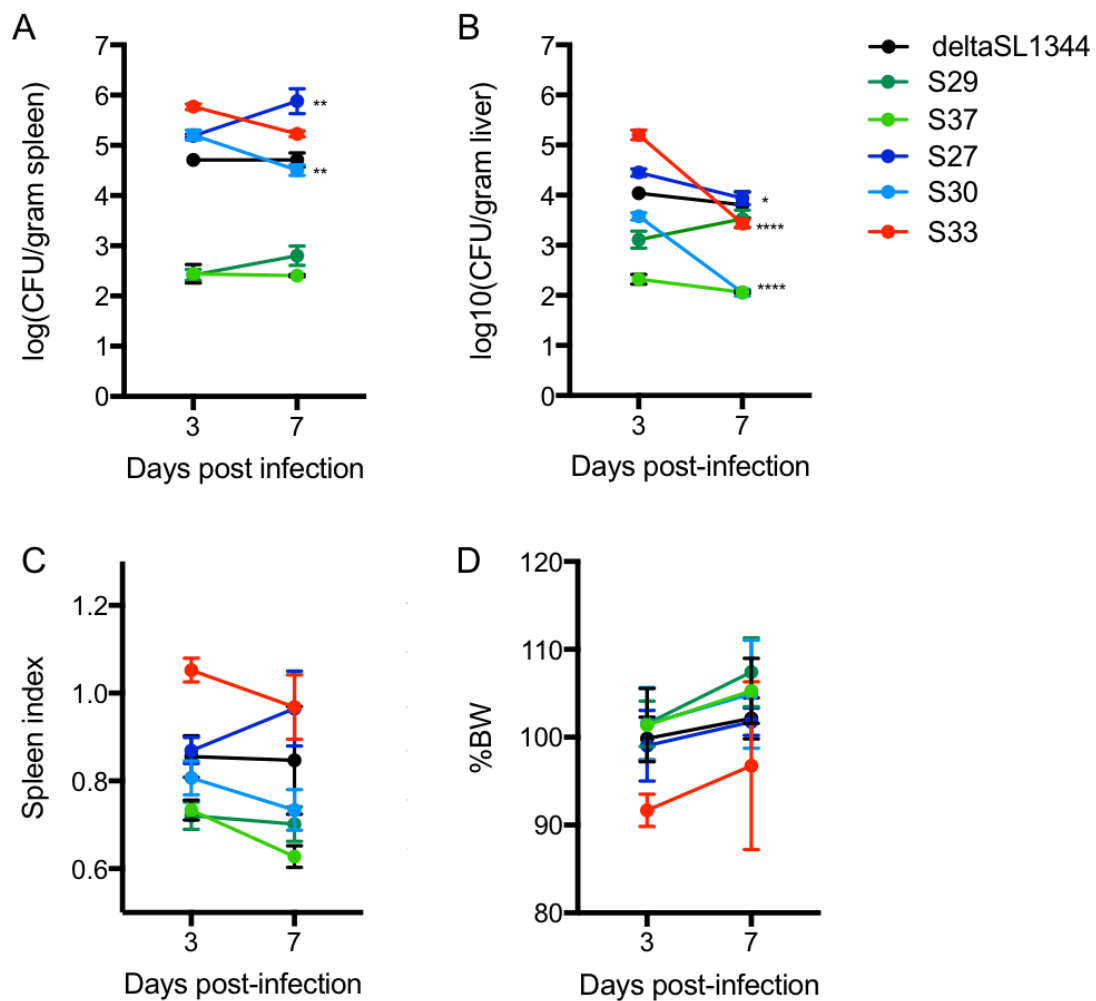 A
log(CFU/gram spleen)
7
6
5
4
3
2
1
0
**
**
3 7
Days post infection
B
log10(CFU/gram liver)
7
6
5
4
3
2
1
0
*
****
****
3 7
Days post-infection
deltaSL1344
S29
S37
S27
S30
S33
C
Spleen index
1.2
1.0
0.8
0.6
3 7
Days post-infection
D
%BW
120
110
100
90
80
3 7
Days post-infection